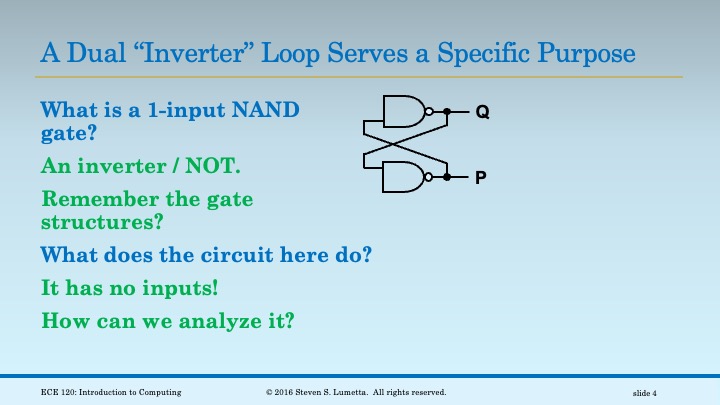 A Dual “Inverter” Loop Serves a Specific Purpose
What is a 1-input NAND
gate?
An inverter / NOT.
Remember the gate
structures?
What does the circuit here do?
It has no inputs!
How can we analyze it?
Q
P
ECE 120: Introduction to Computing
© 2016 Steven S. Lumetta. All rights reserved.
slide 4